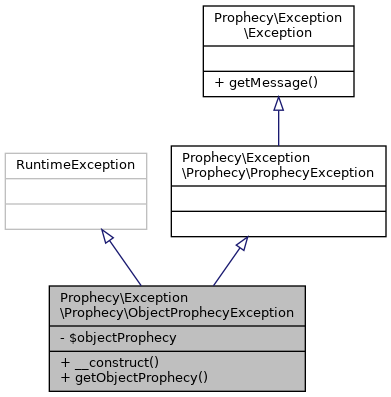 Prophecy\Exception
\Exception
+ getMessage()
RuntimeException
Prophecy\Exception
\Prophecy\ProphecyException
Prophecy\Exception
\Prophecy\ObjectProphecyException
- $objectProphecy
+ __construct()
+ getObjectProphecy()